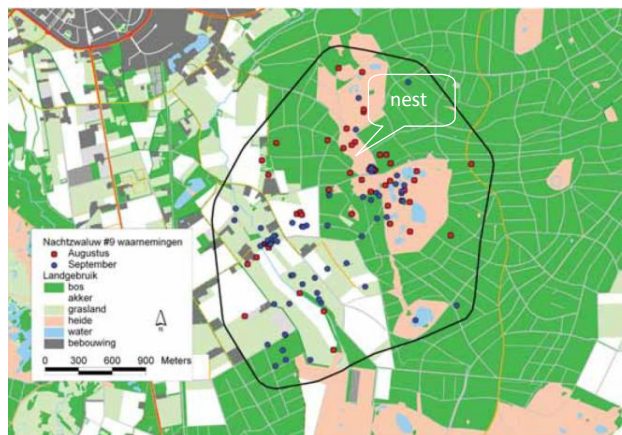 nest
Nachtzwaluw #9 waarnemingen
Augustus
September
Landgebruik
bos
akker
grasland
heide
water
bebouwing
N
0 300 600 900 Meters